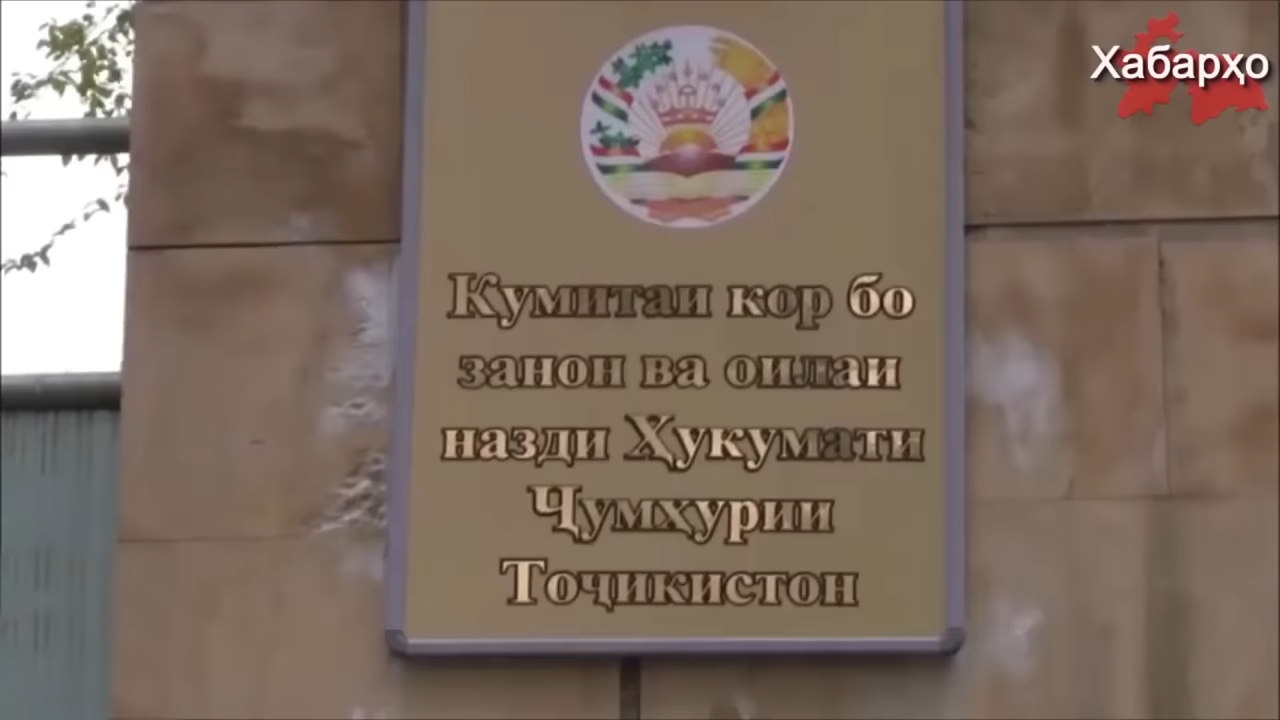 Хабарҳо
Кумитаи кор бо
занон ва оилаи
назди Ҳукумати
Ҷумҳурии
Тоҷикистон